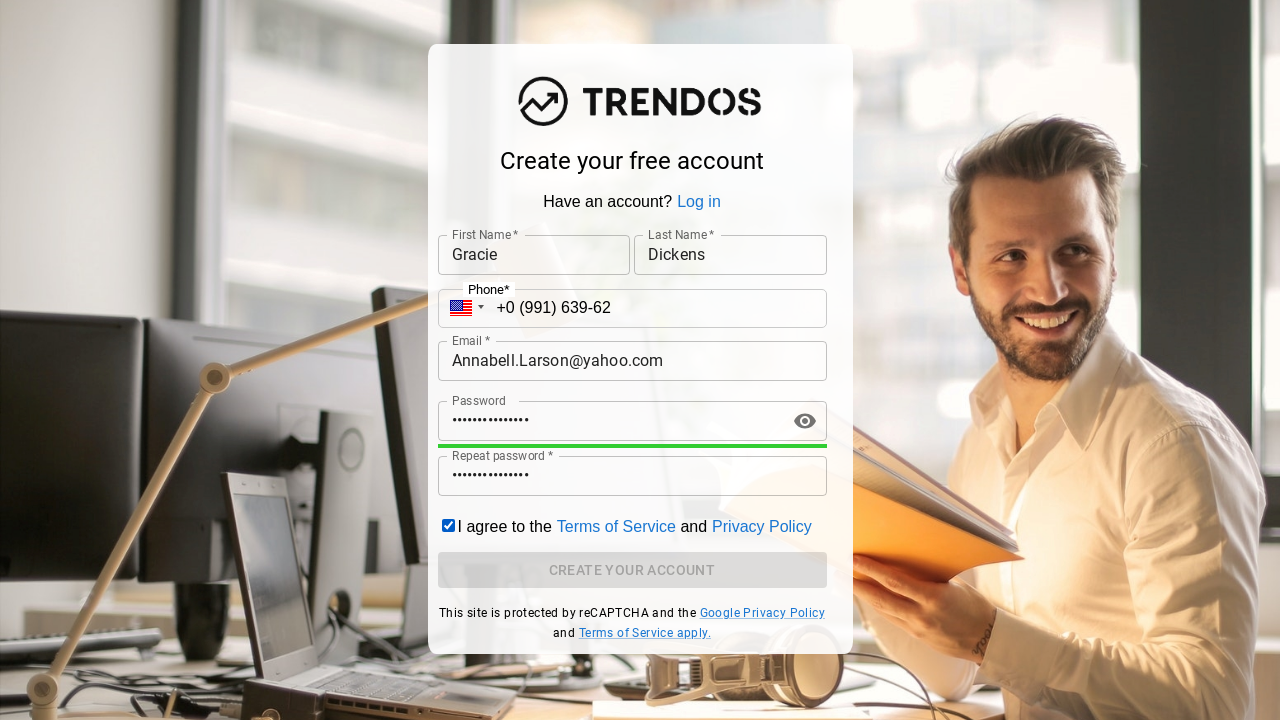 TRENDOS
Create your free account
Have an account? Log in
First Name * Last Name *
Gracie Dickens
Phone*
+0 (991) 639-62
Email *
Annabell.Larson@yahoo.com
Password
•••••••••••••••
Repeat password *
•••••••••••••••
I agree to the Terms of Service and Privacy Policy
CREATE YOUR ACCOUNT
This site is protected by reCAPTCHA and the Google Privacy Policy
and Terms of Service apply.